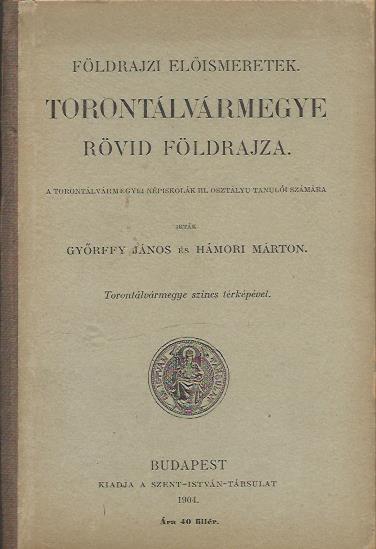 FÖLDRAJZI ELŐISMERETEK.
TORONTÁLVÁRMEGYE
RÖVID FÖLDRAJZA.
A TORONTÁLVÁRMEGYEI NÉPISKOLÁK III. OSZTÁLYU TANULÓI SZÁMÁRA
IRTÁK
GYŐRFFY JÁNOS ÉS HÁMORI MÁRTON.
Torontálvármegye szines térképével.
BUDAPEST
KIADJA A SZENT-ISTVÁN-TÁRSULAT
1904.
Ára 40 fillér.